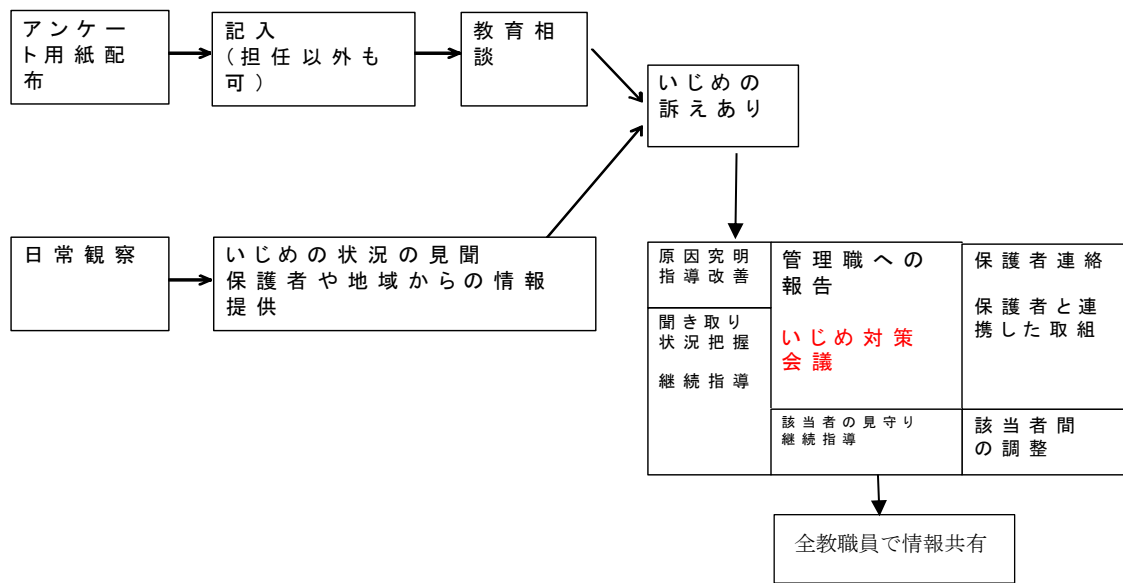 アンケー
ト用紙配
布
記入
(担任以外も
可)
教育相
談
いじめの
訴えあり
日常観察
いじめの状況の見聞
保護者や地域からの情報
提供
原因究明
指導改善
聞き取り
状況把握
継続指導
管理職への
報告
いじめ対策
会議
該当者の見守り
継続指導
保護者連絡
保護者と連
携した取組
該当者間
の調整
全教職員で情報共有